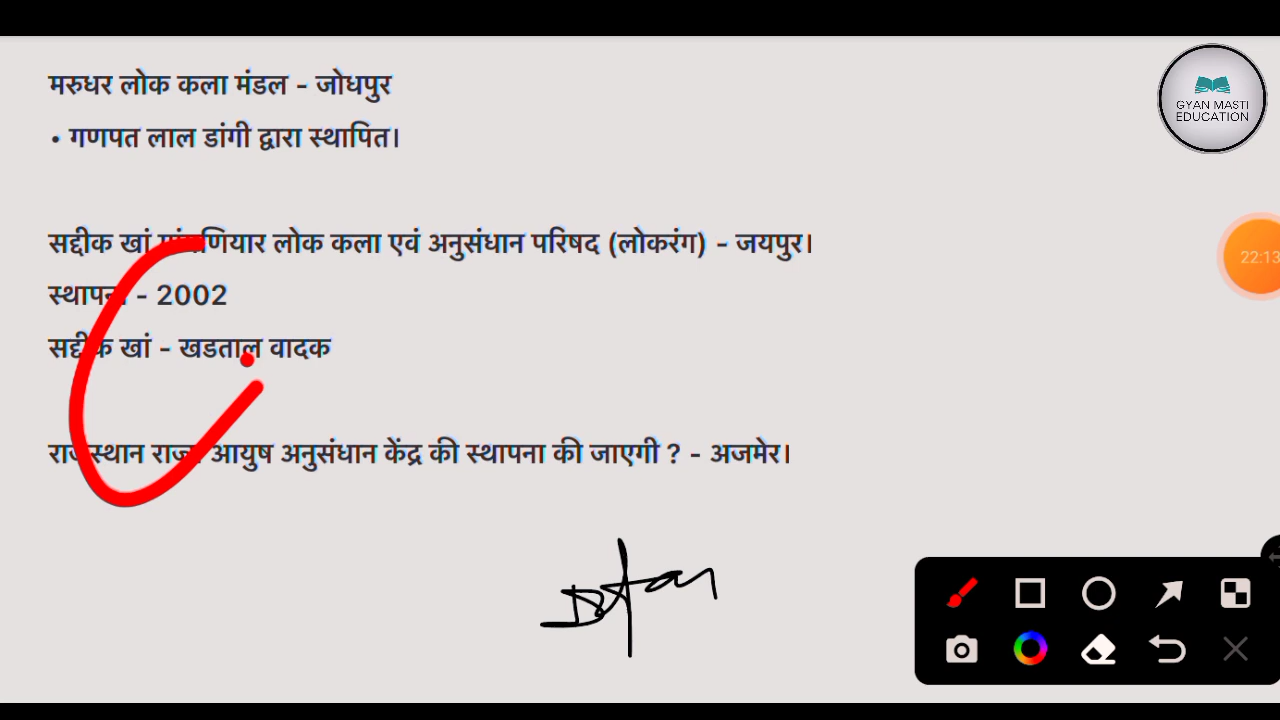 मरुधर लोक कला मंडल - जोधपुर
• गणपत लाल डांगी द्वारा स्थापित।
सद्दीक खां मांगणियार लोक कला एवं अनुसंधान परिषद (लोकरंग) - जयपुर।
स्थापना - 2002
सद्दीक खां - खडताल वादक
राजस्थान राज्य आयुष अनुसंधान केंद्र की स्थापना की जाएगी ? - अजमेर।
GYAN MASTI
EDUCATION
22:13